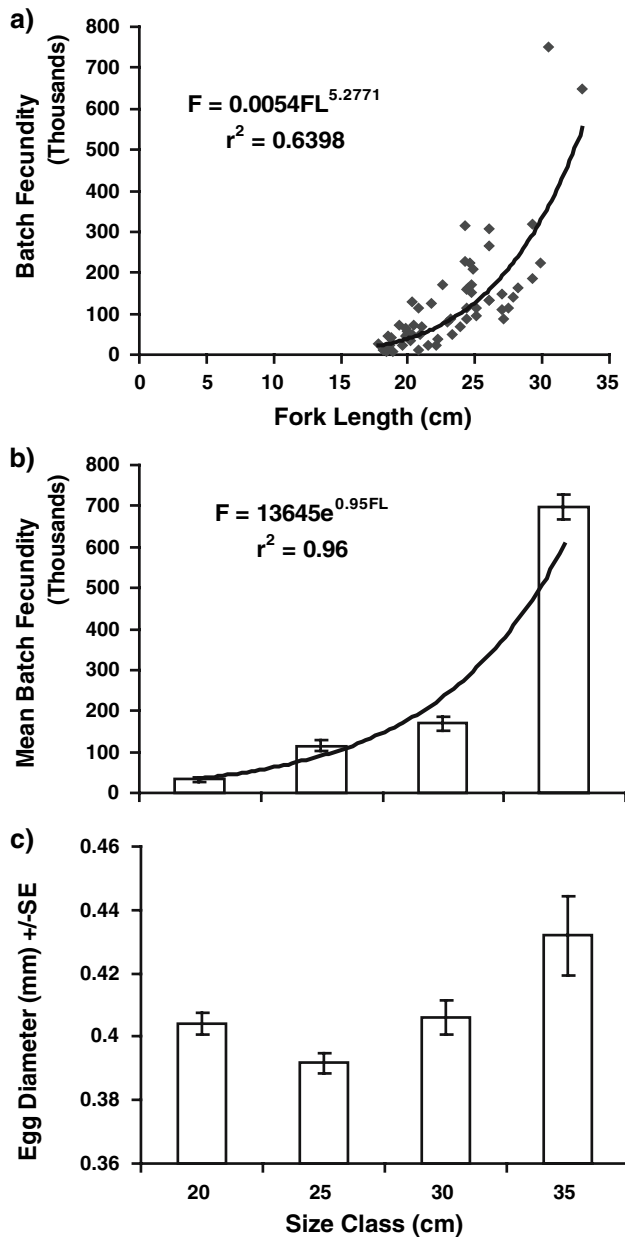 a)
Batch Fecundity
(Thousands)
800
700
600
500
400
300
200
100
0
F = 0.0054FL^5.2771
r² = 0.6398
0 5 10 15 20 25 30 35
Fork Length (cm)
b)
Mean Batch Fecundity
(Thousands)
800
700
600
500
400
300
200
100
0
F = 13645e^0.95FL
r² = 0.96
c)
Egg Diameter (mm) +/-SE
0.46
0.44
0.42
0.4
0.38
0.36
20 25 30 35
Size Class (cm)